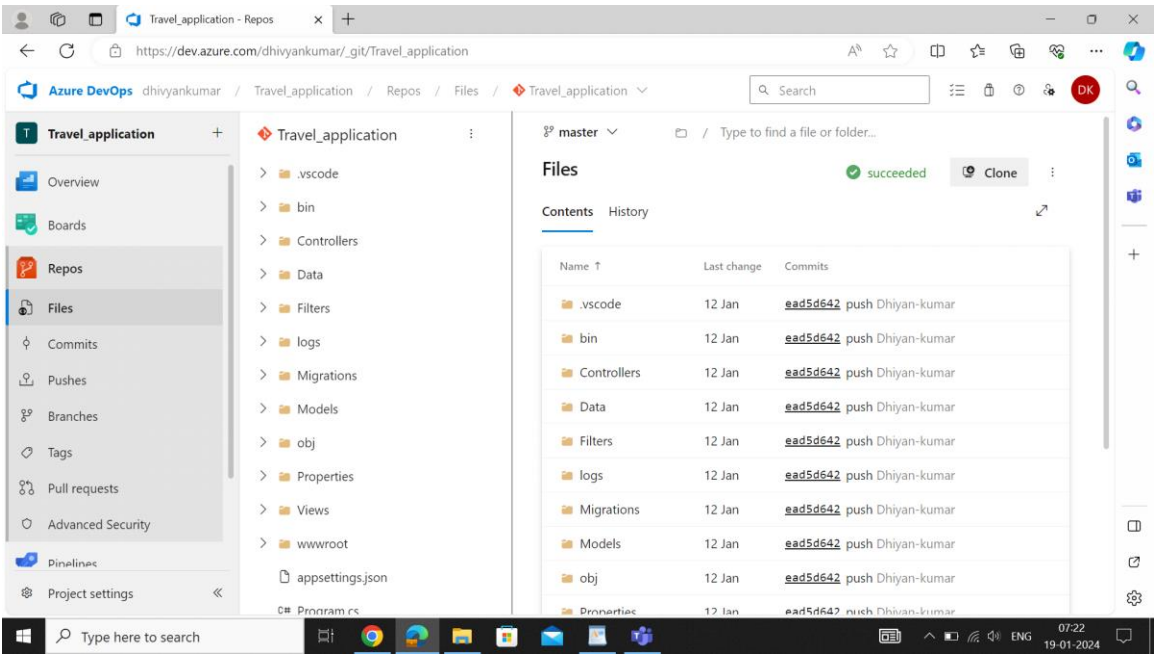 Travel_application - Repos
https://dev.azure.com/dhivyankumar/_git/Travel_application
Azure DevOps dhivyankumar / Travel_application / Repos / Files / Travel_application
Search
DK
T Travel_application
Overview
Boards
Repos
Files
Commits
Pushes
Branches
Tags
Pull requests
Advanced Security
Pipelines
Project settings
Travel_application
.vscode
bin
Controllers
Data
Filters
logs
Migrations
Models
obj
Properties
Views
wwwroot
appsettings.json
C# Program.cs
master / Type to find a file or folder...
Files
succeeded Clone
Contents History
Name ↑ Last change Commits
.vscode 12 Jan ead5d642 push Dhiyan-kumar
bin 12 Jan ead5d642 push Dhiyan-kumar
Controllers 12 Jan ead5d642 push Dhiyan-kumar
Data 12 Jan ead5d642 push Dhiyan-kumar
Filters 12 Jan ead5d642 push Dhiyan-kumar
logs 12 Jan ead5d642 push Dhiyan-kumar
Migrations 12 Jan ead5d642 push Dhiyan-kumar
Models 12 Jan ead5d642 push Dhiyan-kumar
obj 12 Jan ead5d642 push Dhiyan-kumar
Properties 12 Jan ead5d642 push Dhiyan-kumar
Type here to search
ENG
07:22
19-01-2024